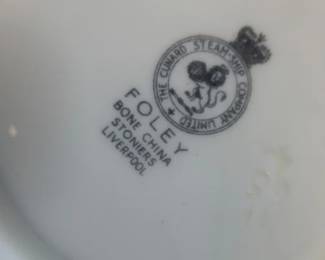 THE CUNARD STEAM-SHIP COMPANY LIMITED
FOLEY
BONE CHINA
STONIERS
LIVERPOOL